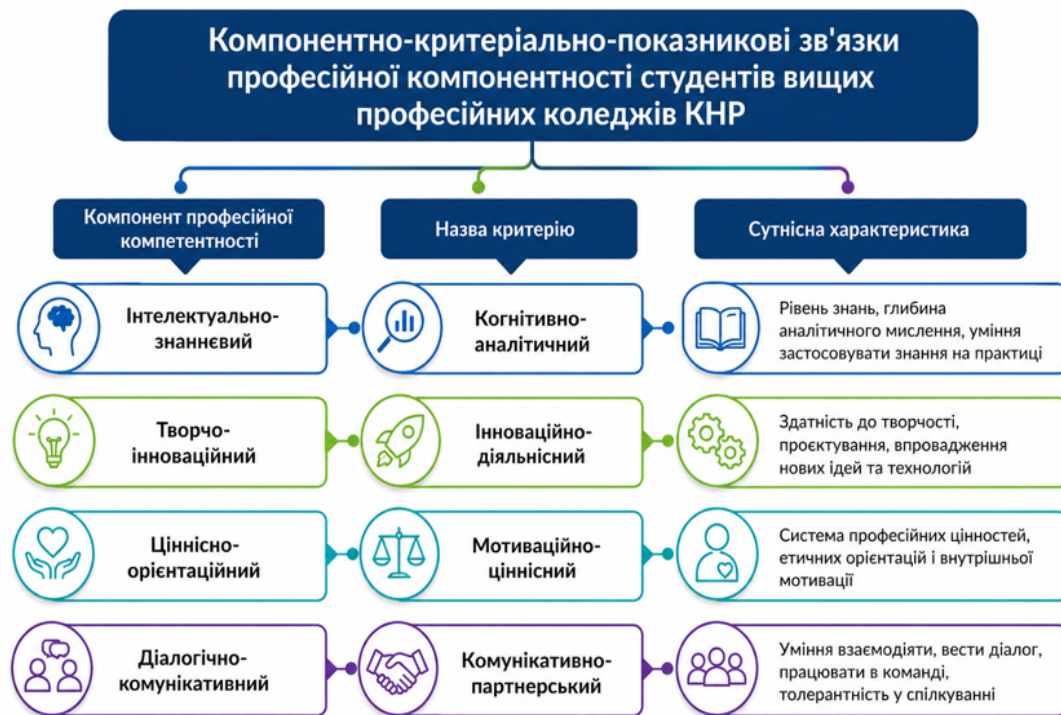 Компонентно-критеріально-показникові зв'язки
професійної компонентності студентів вищих
професійних коледжів КНР
Компонент професійної
компетентності
Назва критерію
Сутнісна характеристика
Інтелектуально-
знаннєвий
Когнітивно-
аналітичний
Рівень знань, глибина
аналітичного мислення, уміння
застосовувати знання на практиці
Творчо-
інноваційний
Інноваційно-
діяльнісний
Здатність до творчості,
проєктування, впровадження
нових ідей та технологій
Ціннісно-
орієнтаційний
Мотиваційно-
ціннісний
Система професійних цінностей,
етичних орієнтацій і внутрішньої
мотивації
Діалогічно-
комунікативний
Комунікативно-
партнерський
Уміння взаємодіяти, вести діалог,
працювати в команді,
толерантність у спілкуванні